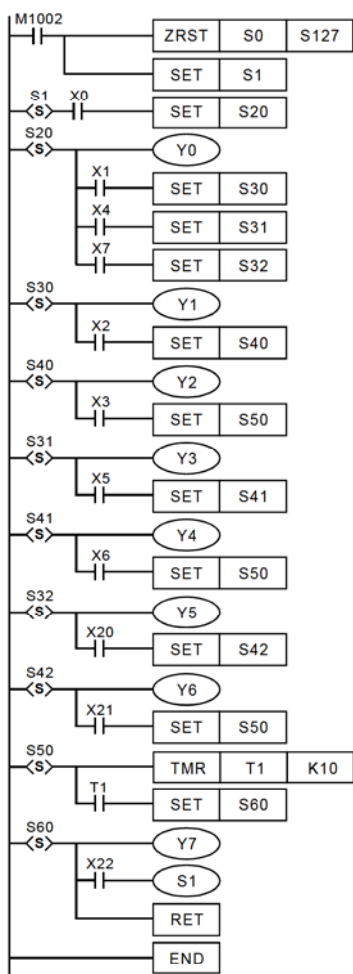 M1002
ZRST S0 S127
SET S1
S1 X0
S SET S20
S20
S Y0
X1
SET S30
X4
SET S31
X7
SET S32
S30
S Y1
X2
SET S40
S40
S Y2
X3
SET S50
S31
S Y3
X5
SET S41
S41
S Y4
X6
SET S50
S32
S Y5
X20
SET S42
S42
S Y6
X21
SET S50
S50
S TMR T1 K10
T1
SET S60
S60
S Y7
X22
S1
RET
END